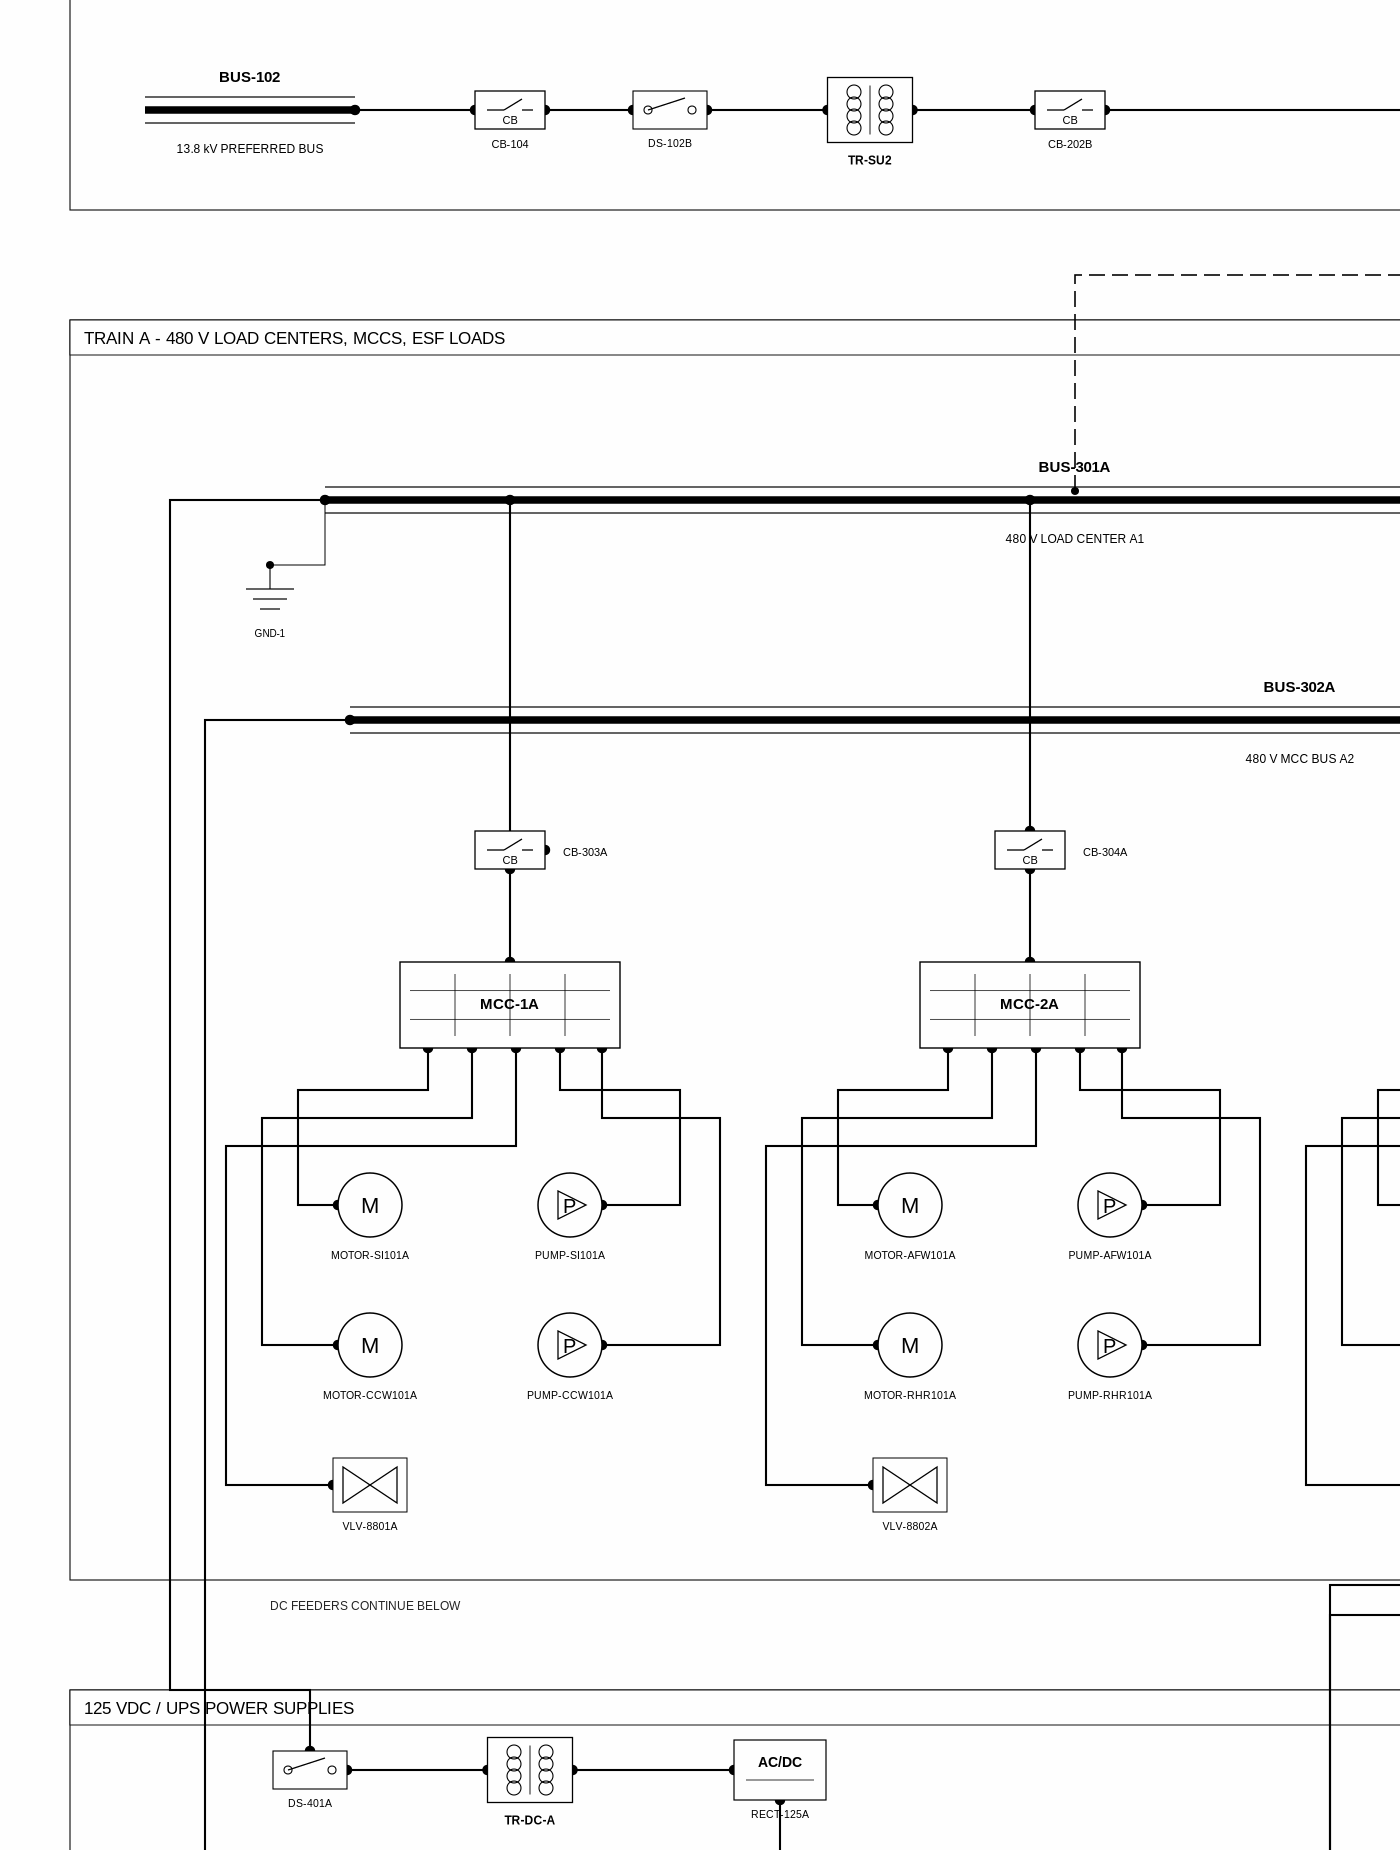 BUS-102
13.8 kV PREFERRED BUS
CB
CB-104
DS-102B
TR-SU2
CB
CB-202B
TRAIN A - 480 V LOAD CENTERS, MCCS, ESF LOADS
BUS-301A
480 V LOAD CENTER A1
GND-1
BUS-302A
480 V MCC BUS A2
CB
CB-303A
CB
CB-304A
MCC-1A
MCC-2A
M
P
M
P
MOTOR-SI101A
PUMP-SI101A
MOTOR-AFW101A
PUMP-AFW101A
M
P
M
P
MOTOR-CCW101A
PUMP-CCW101A
MOTOR-RHR101A
PUMP-RHR101A
VLV-8801A
VLV-8802A
DC FEEDERS CONTINUE BELOW
125 VDC / UPS POWER SUPPLIES
AC/DC
DS-401A
TR-DC-A
RECT-125A